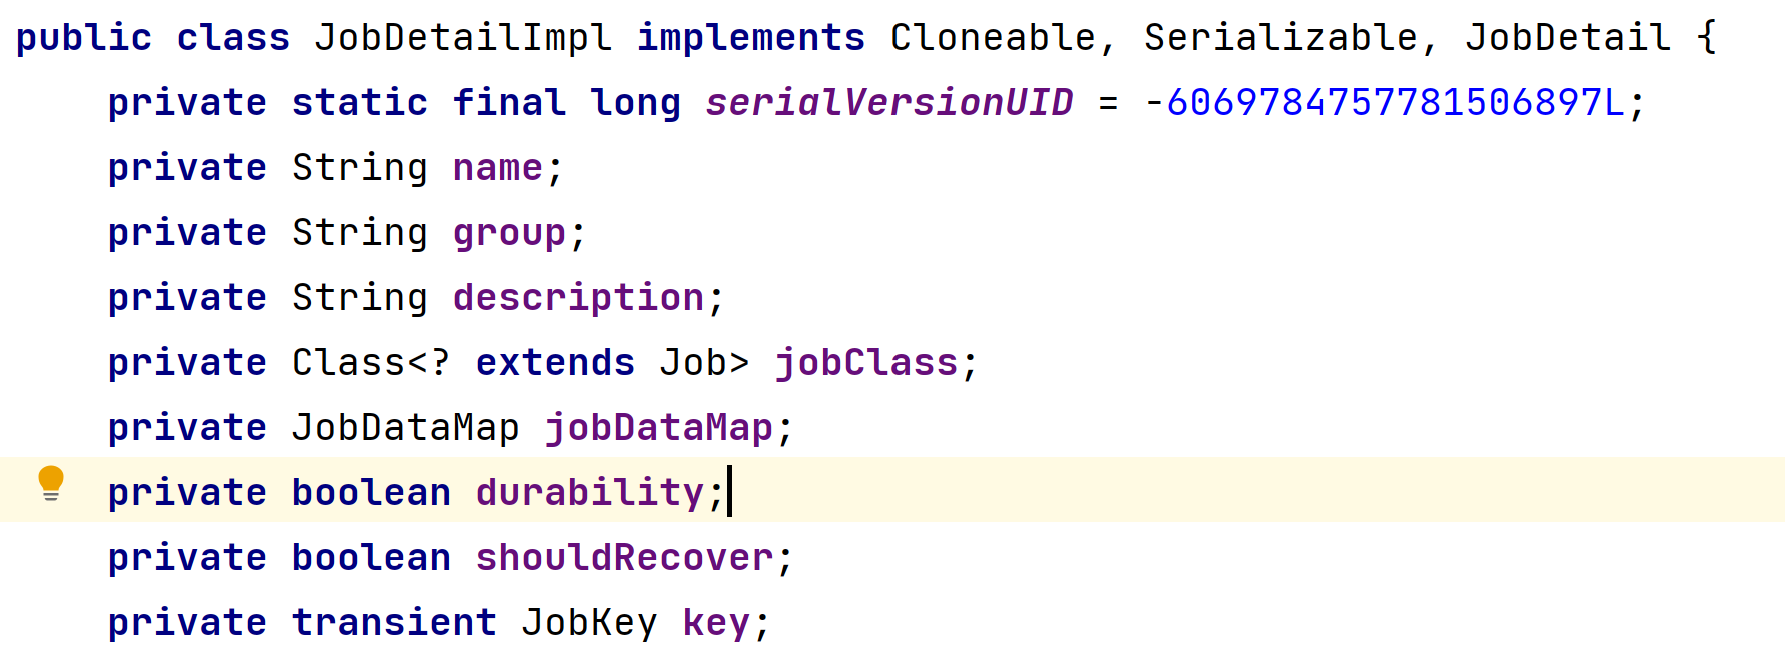 public class JobDetailImpl implements Cloneable, Serializable, JobDetail {
    private static final long serialVersionUID = -6069784757781506897L;
    private String name;
    private String group;
    private String description;
    private Class<? extends Job> jobClass;
    private JobDataMap jobDataMap;
    private boolean durability;
    private boolean shouldRecover;
    private transient JobKey key;